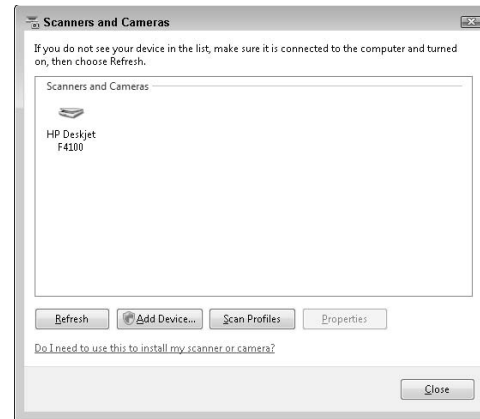 Scanners and Cameras
If you do not see your device in the list, make sure it is connected to the computer and turned
on, then choose Refresh.
Scanners and Cameras
HP Deskjet
F4100
Refresh
Add Device...
Scan Profiles
Properties
Do I need to use this to install my scanner or camera?
Close